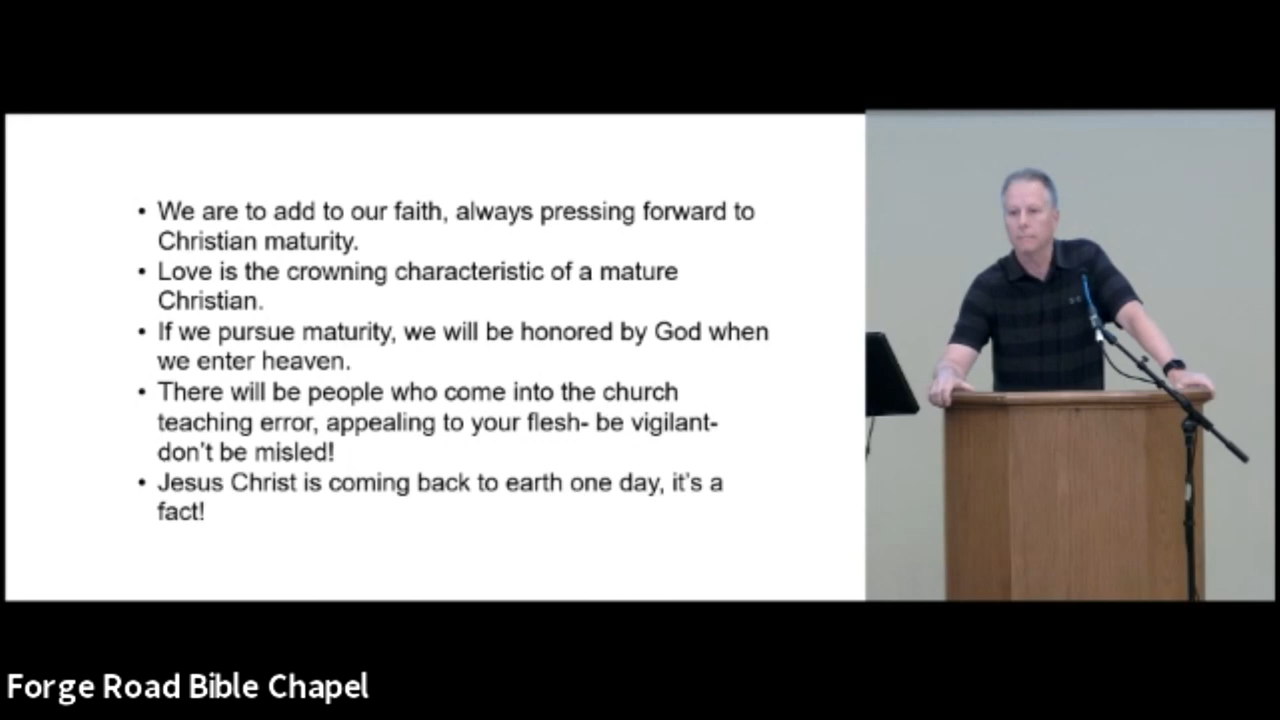 • We are to add to our faith, always pressing forward to
Christian maturity.
• Love is the crowning characteristic of a mature
Christian.
• If we pursue maturity, we will be honored by God when
we enter heaven.
• There will be people who come into the church
teaching error, appealing to your flesh- be vigilant-
don't be misled!
• Jesus Christ is coming back to earth one day, it's a
fact!
Forge Road Bible Chapel